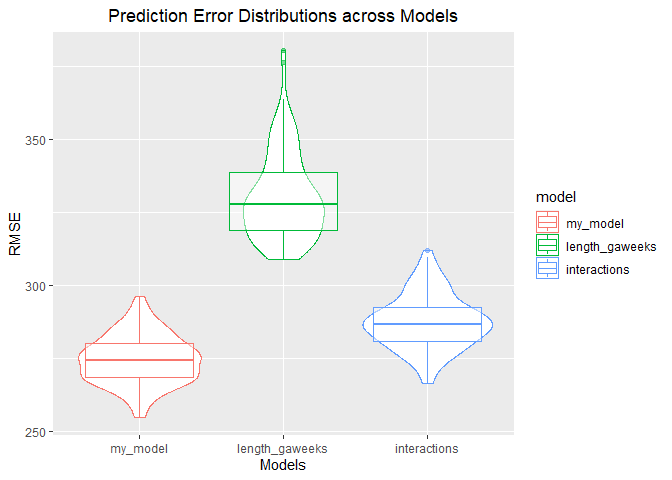 Prediction Error Distributions across Models
RMSE
350
300
250
my_model
length_gaweeks
interactions
Models
model
my_model
length_gaweeks
interactions